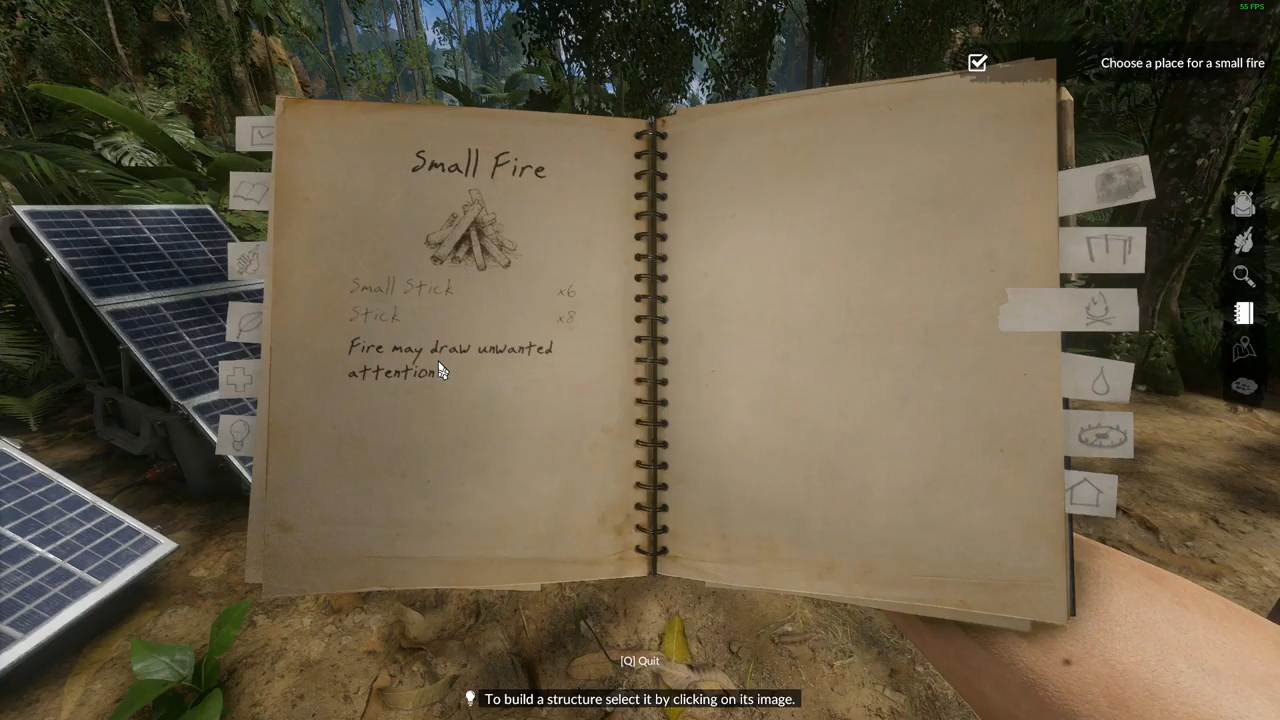 55 FPS
Choose a place for a small fire
Small Fire
Small Stick x6
Stick x8
Fire may draw unwanted
attention
[Q] Quit
To build a structure select it by clicking on its image.